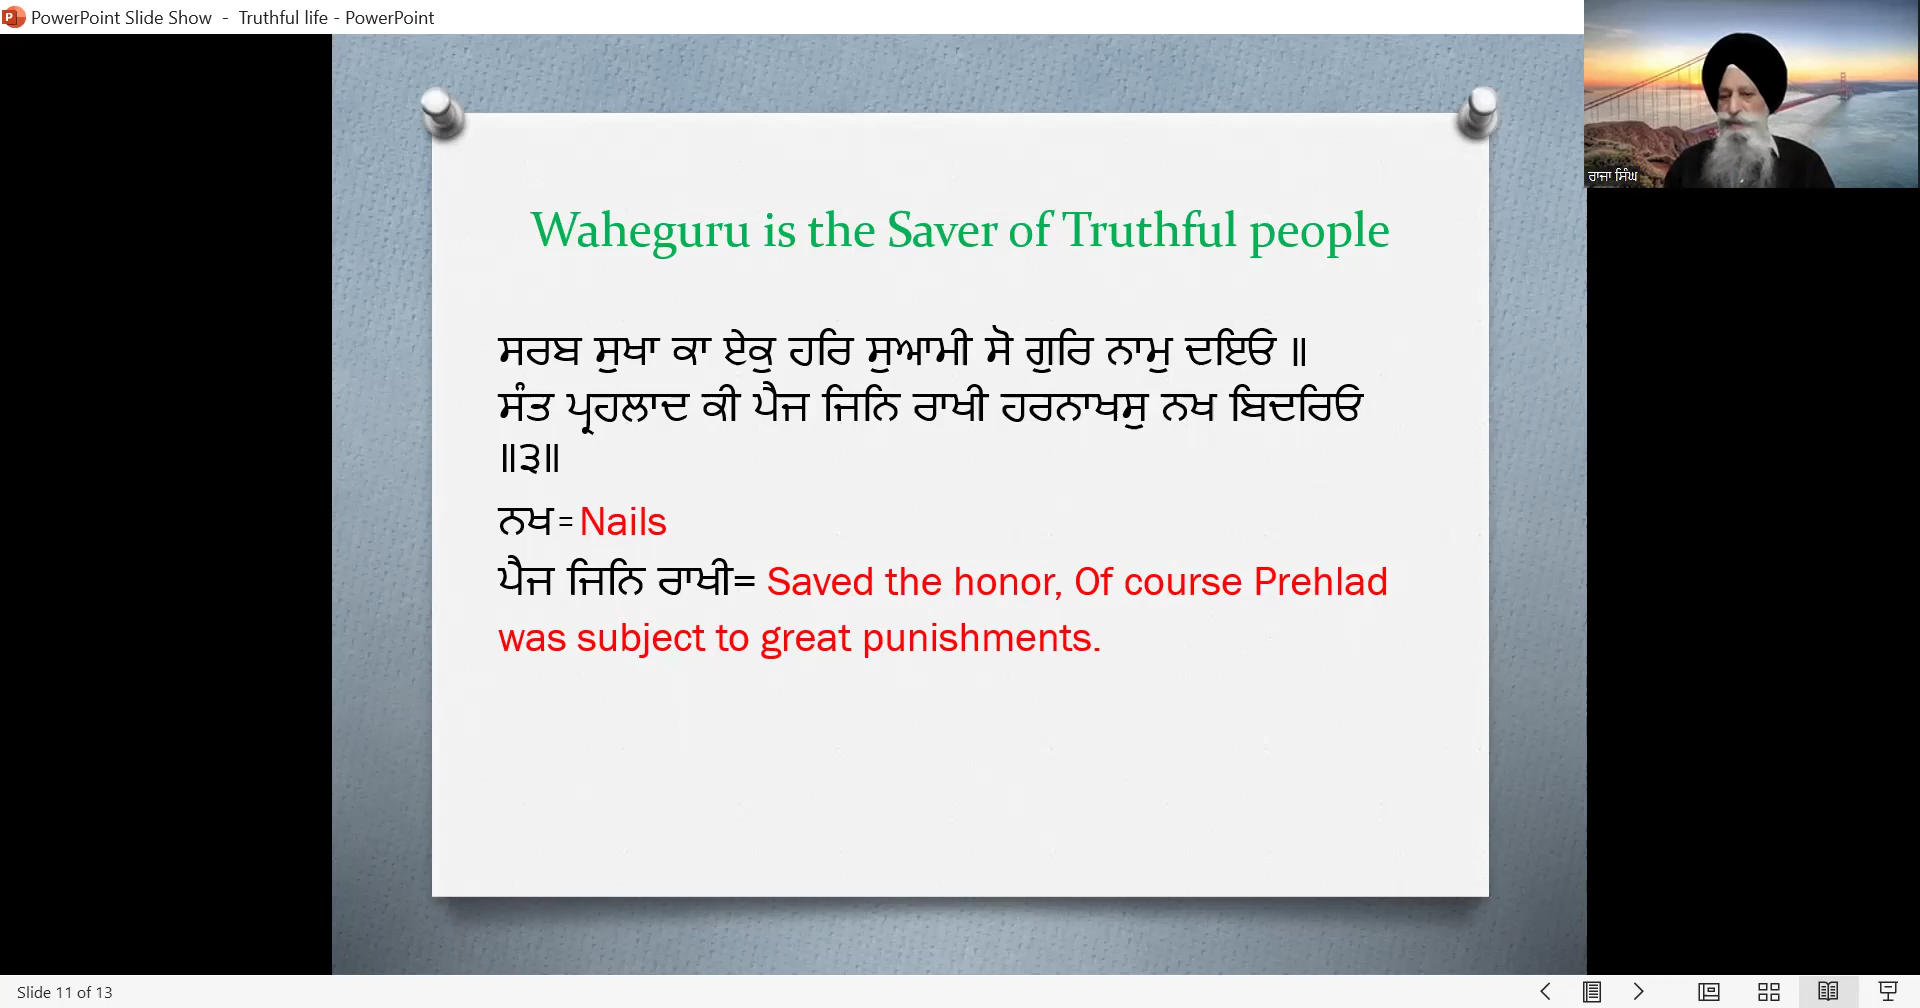 PowerPoint Slide Show - Truthful life - PowerPoint
ਰਾਜਾ ਸਿੰਘ
Waheguru is the Saver of Truthful people
ਸਰਬ ਸੁਖਾ ਕਾ ਏਕੁ ਹਰਿ ਸੁਆਮੀ ਸੋ ਗੁਰਿ ਨਾਮੁ ਦਇਓ ॥
ਸੰਤ ਪ੍ਰਹਲਾਦ ਕੀ ਪੈਜ ਜਿਨਿ ਰਾਖੀ ਹਰਨਾਖਸੁ ਨਖ ਬਿਦਰਿਓ
॥੩॥
ਨਖ= Nails
ਪੈਜ ਜਿਨਿ ਰਾਖੀ= Saved the honor, Of course Prehlad
was subject to great punishments.
Slide 11 of 13